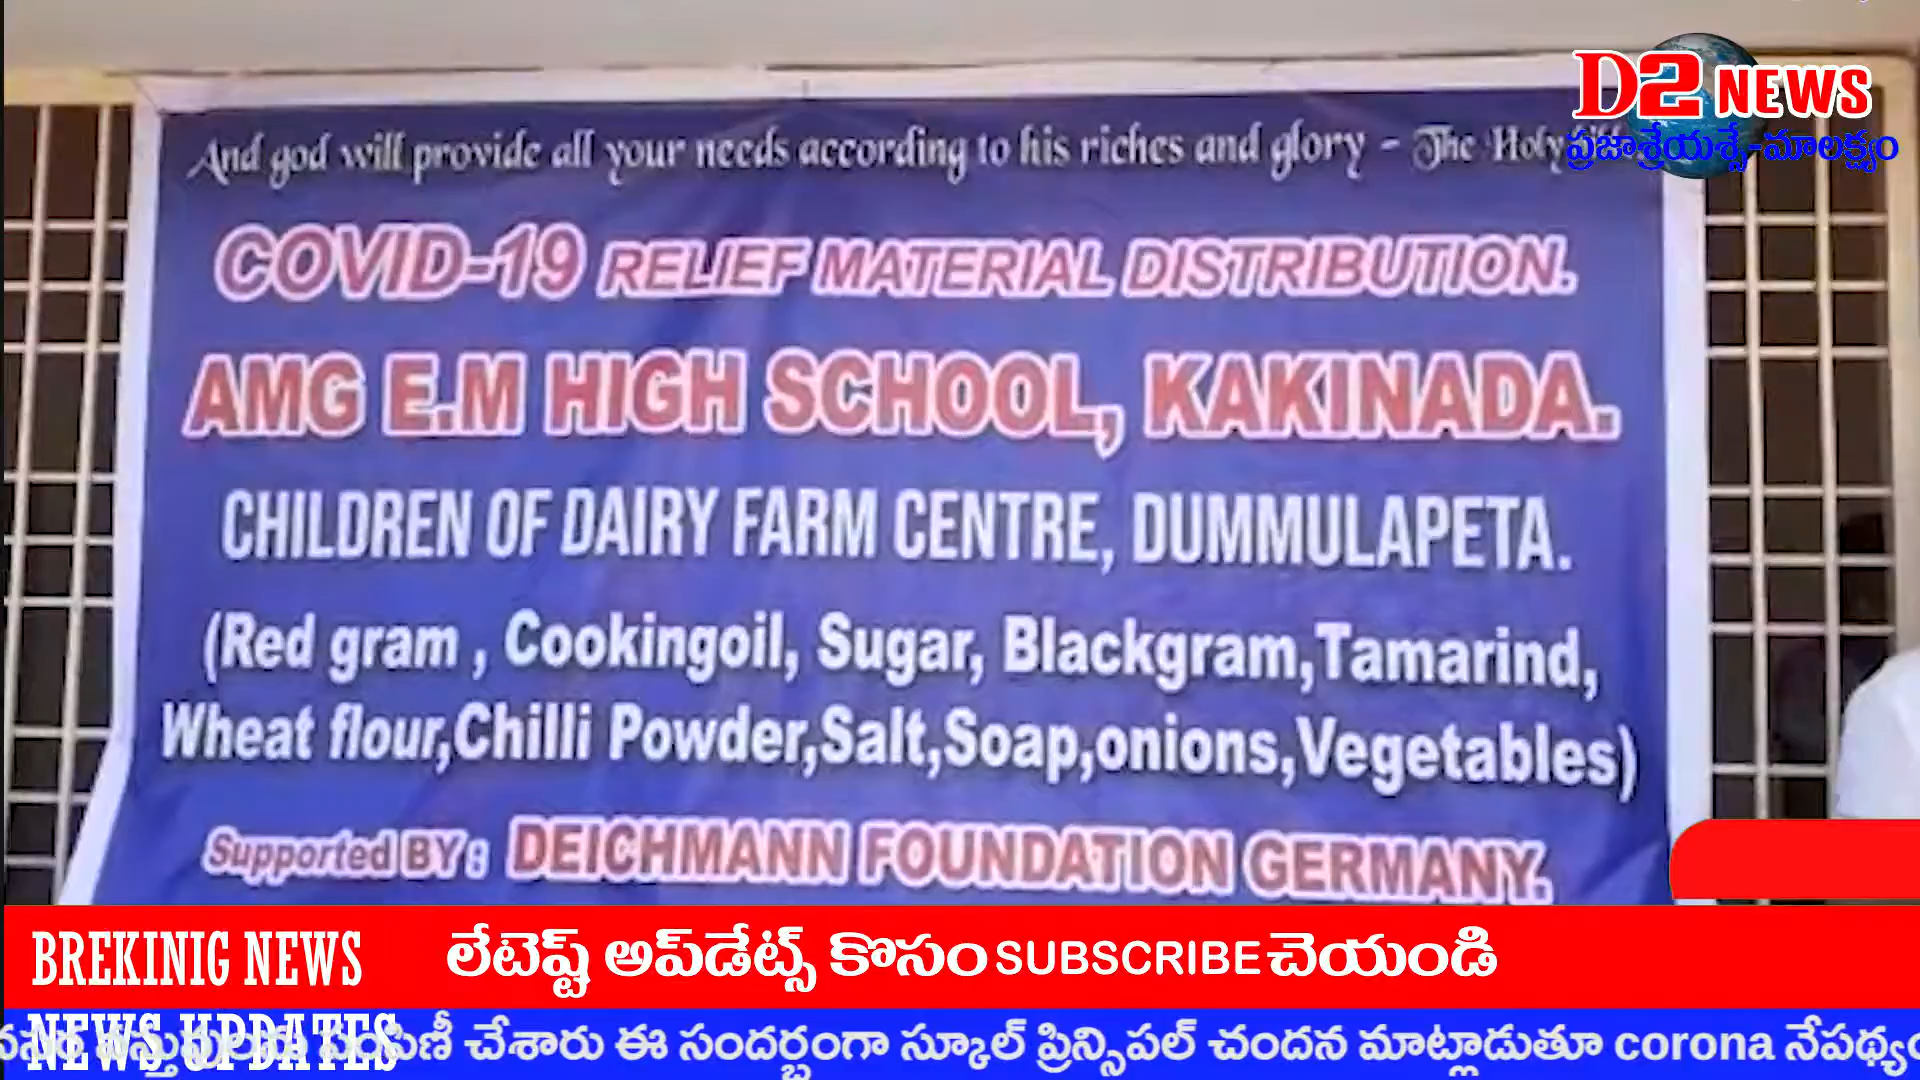 D2 NEWS
ప్రజాశ్రేయస్సే-మాలక్ష్యం
And god will provide all your needs according to his riches and glory - The Holy
COVID-19 RELIEF MATERIAL DISTRIBUTION.
AMG E.M HIGH SCHOOL, KAKINADA.
CHILDREN OF DAIRY FARM CENTRE, DUMMULAPETA.
(Red gram , Cookingoil, Sugar, Blackgram,Tamarind,
Wheat flour,Chilli Powder,Salt,Soap,onions,Vegetables)
Supported BY : DEICHMANN FOUNDATION GERMANY.
BREKINIG NEWS
లేటెష్ట్ అప్‌డేట్స్ కొసం SUBSCRIBE చెయండి
NEWS UPDATES
చేశారు ఈ సందర్భంగా స్కూల్ ప్రిన్సిపల్ చందన మాట్లాడుతూ corona